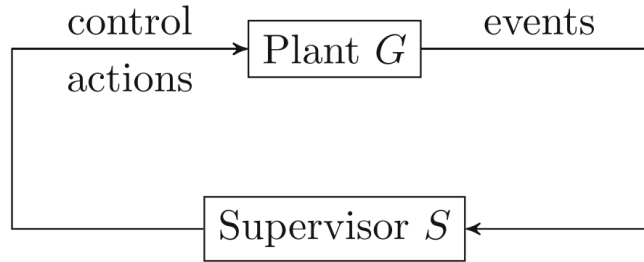 control
actions
Plant G
events
Supervisor S